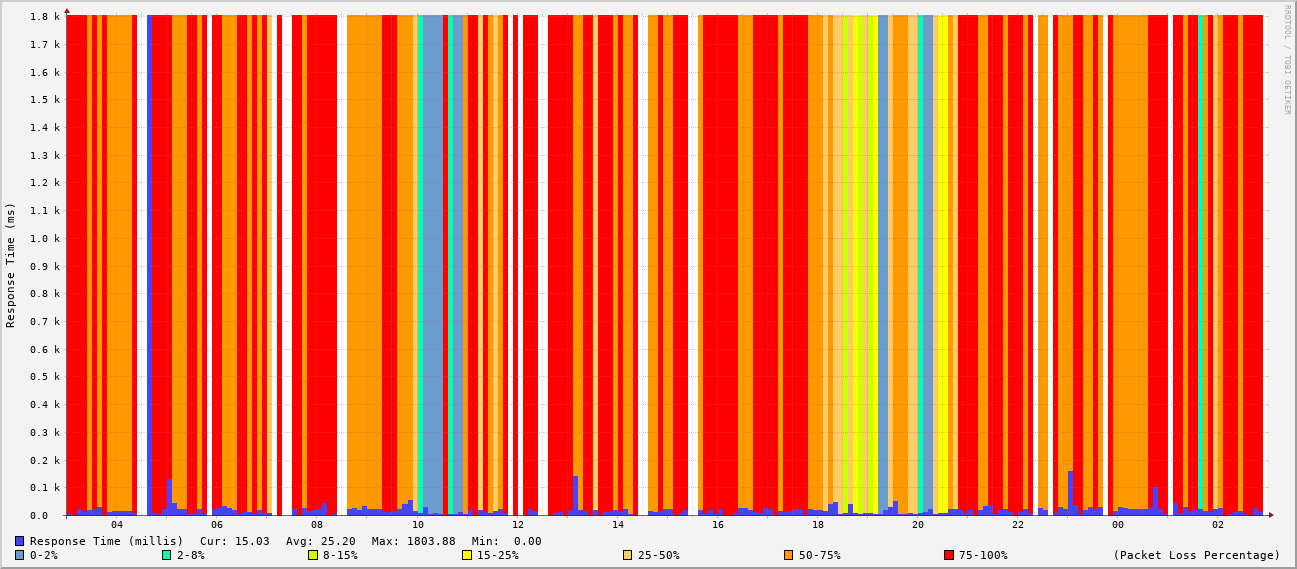 1.8 k
1.7 k
1.6 k
1.5 k
1.4 k
1.3 k
1.2 k
1.1 k
1.0 k
0.9 k
0.8 k
0.7 k
0.6 k
0.5 k
0.4 k
0.3 k
0.2 k
0.1 k
0.0
Response Time (ms)
RRDTOOL / TOBI OETIKER
04 06 08 10 12 14 16 18 20 22 00 02
Response Time (millis) Cur: 15.03 Avg: 25.20 Max: 1803.88 Min: 0.00
0-2% 2-8% 8-15% 15-25% 25-50% 50-75% 75-100% (Packet Loss Percentage)